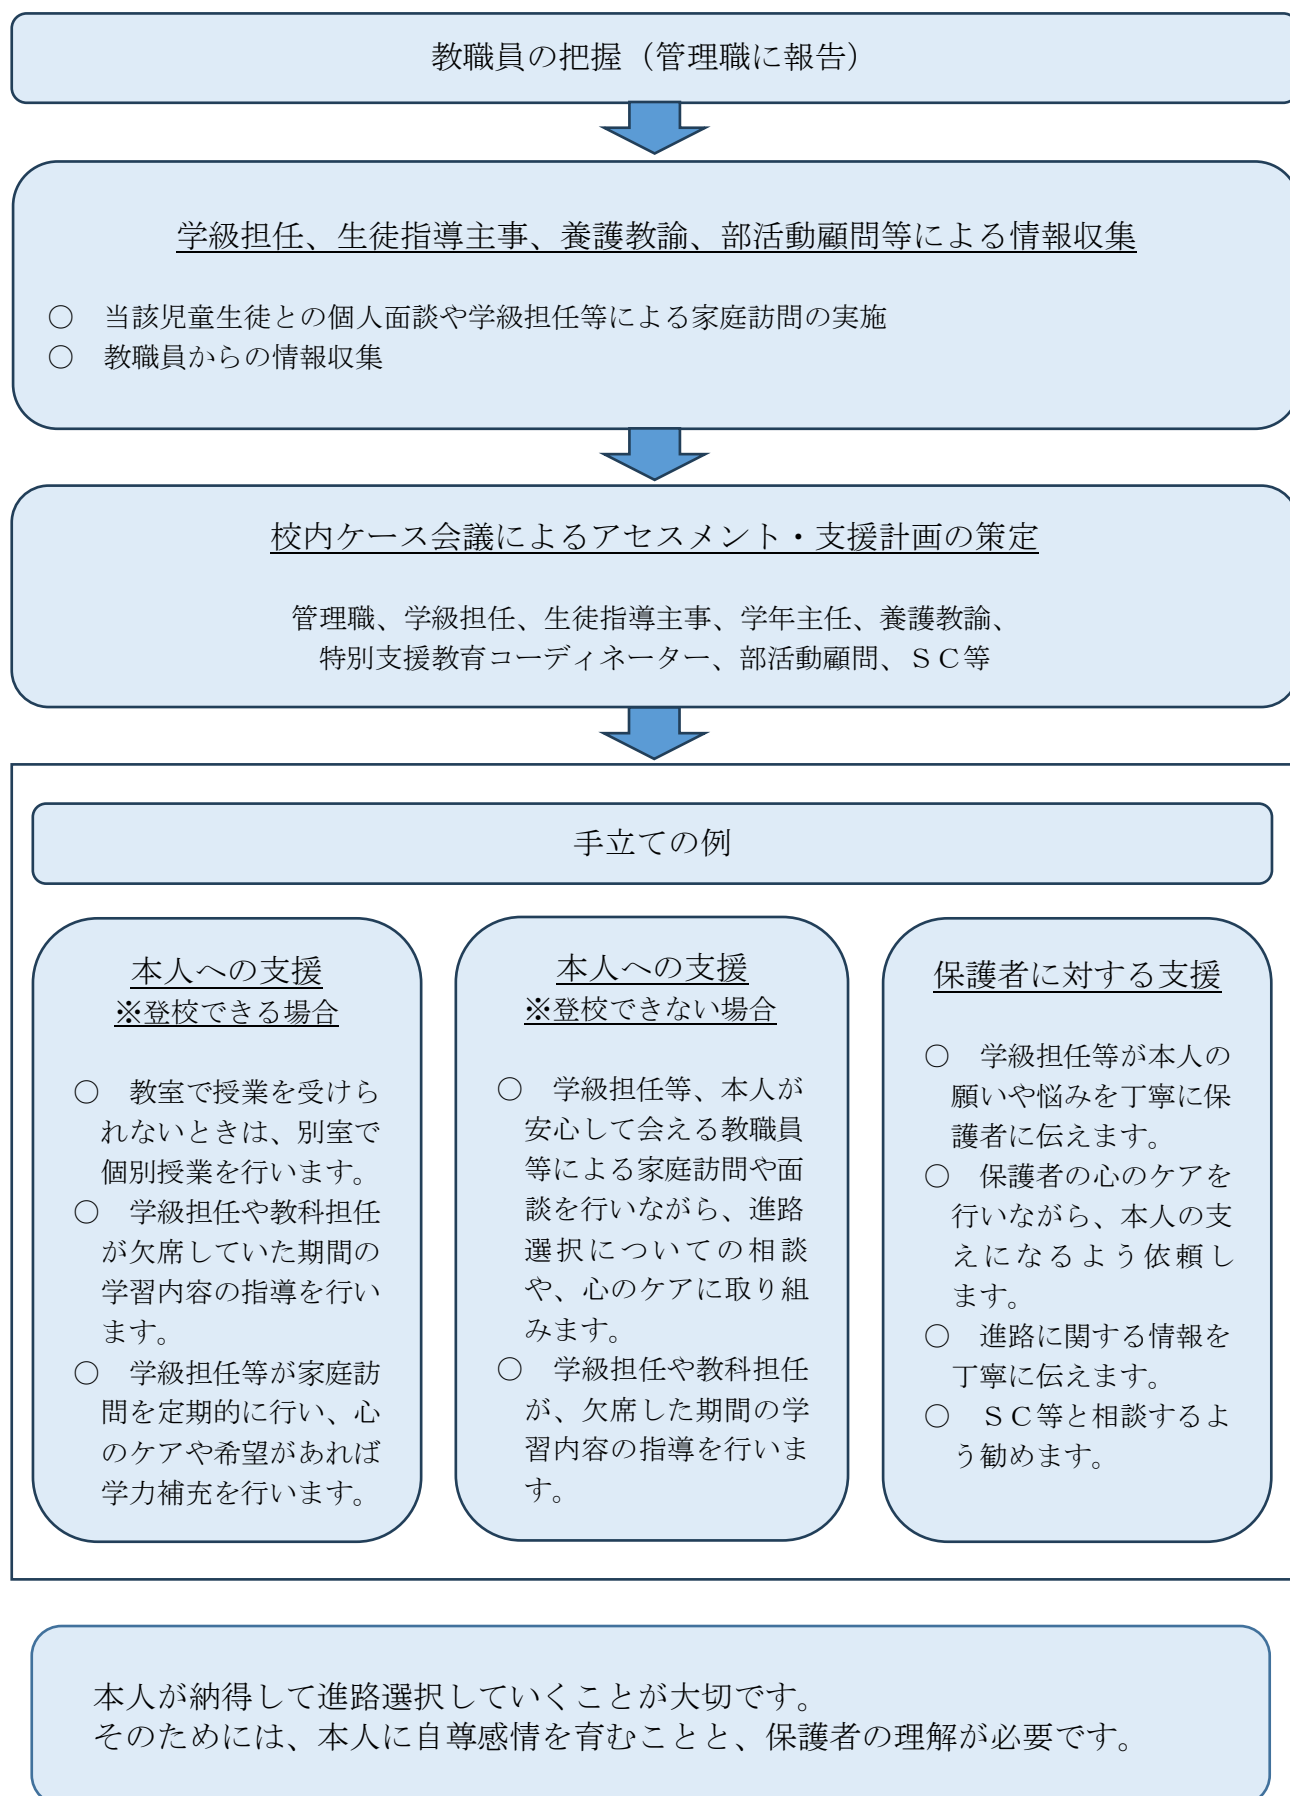 教職員の把握（管理職に報告）
学級担任、生徒指導主事、養護教諭、部活動顧問等による情報収集
○　当該児童生徒との個人面談や学級担任等による家庭訪問の実施
○　教職員からの情報収集
校内ケース会議によるアセスメント・支援計画の策定
管理職、学級担任、生徒指導主事、学年主任、養護教諭、
特別支援教育コーディネーター、部活動顧問、ＳＣ等
手立ての例
本人への支援
※登校できる場合
○　教室で授業を受けら
れないときは、別室で
個別授業を行います。
○　学級担任や教科担任
が欠席していた期間の
学習内容の指導を行い
ます。
○　学級担任等が家庭訪
問を定期的に行い、心
のケアや希望があれば
学力補充を行います。
本人への支援
※登校できない場合
○　学級担任等、本人が
安心して会える教職員
等による家庭訪問や面
談を行いながら、進路
選択についての相談
や、心のケアに取り組
みます。
○　学級担任や教科担任
が、欠席した期間の学
習内容の指導を行いま
す。
保護者に対する支援
○　学級担任等が本人の
願いや悩みを丁寧に保
護者に伝えます。
○　保護者の心のケアを
行いながら、本人の支
えになるよう依頼し
ます。
○　進路に関する情報を
丁寧に伝えます。
○　ＳＣ等と相談するよ
う勧めます。
本人が納得して進路選択していくことが大切です。
そのためには、本人に自尊感情を育むことと、保護者の理解が必要です。